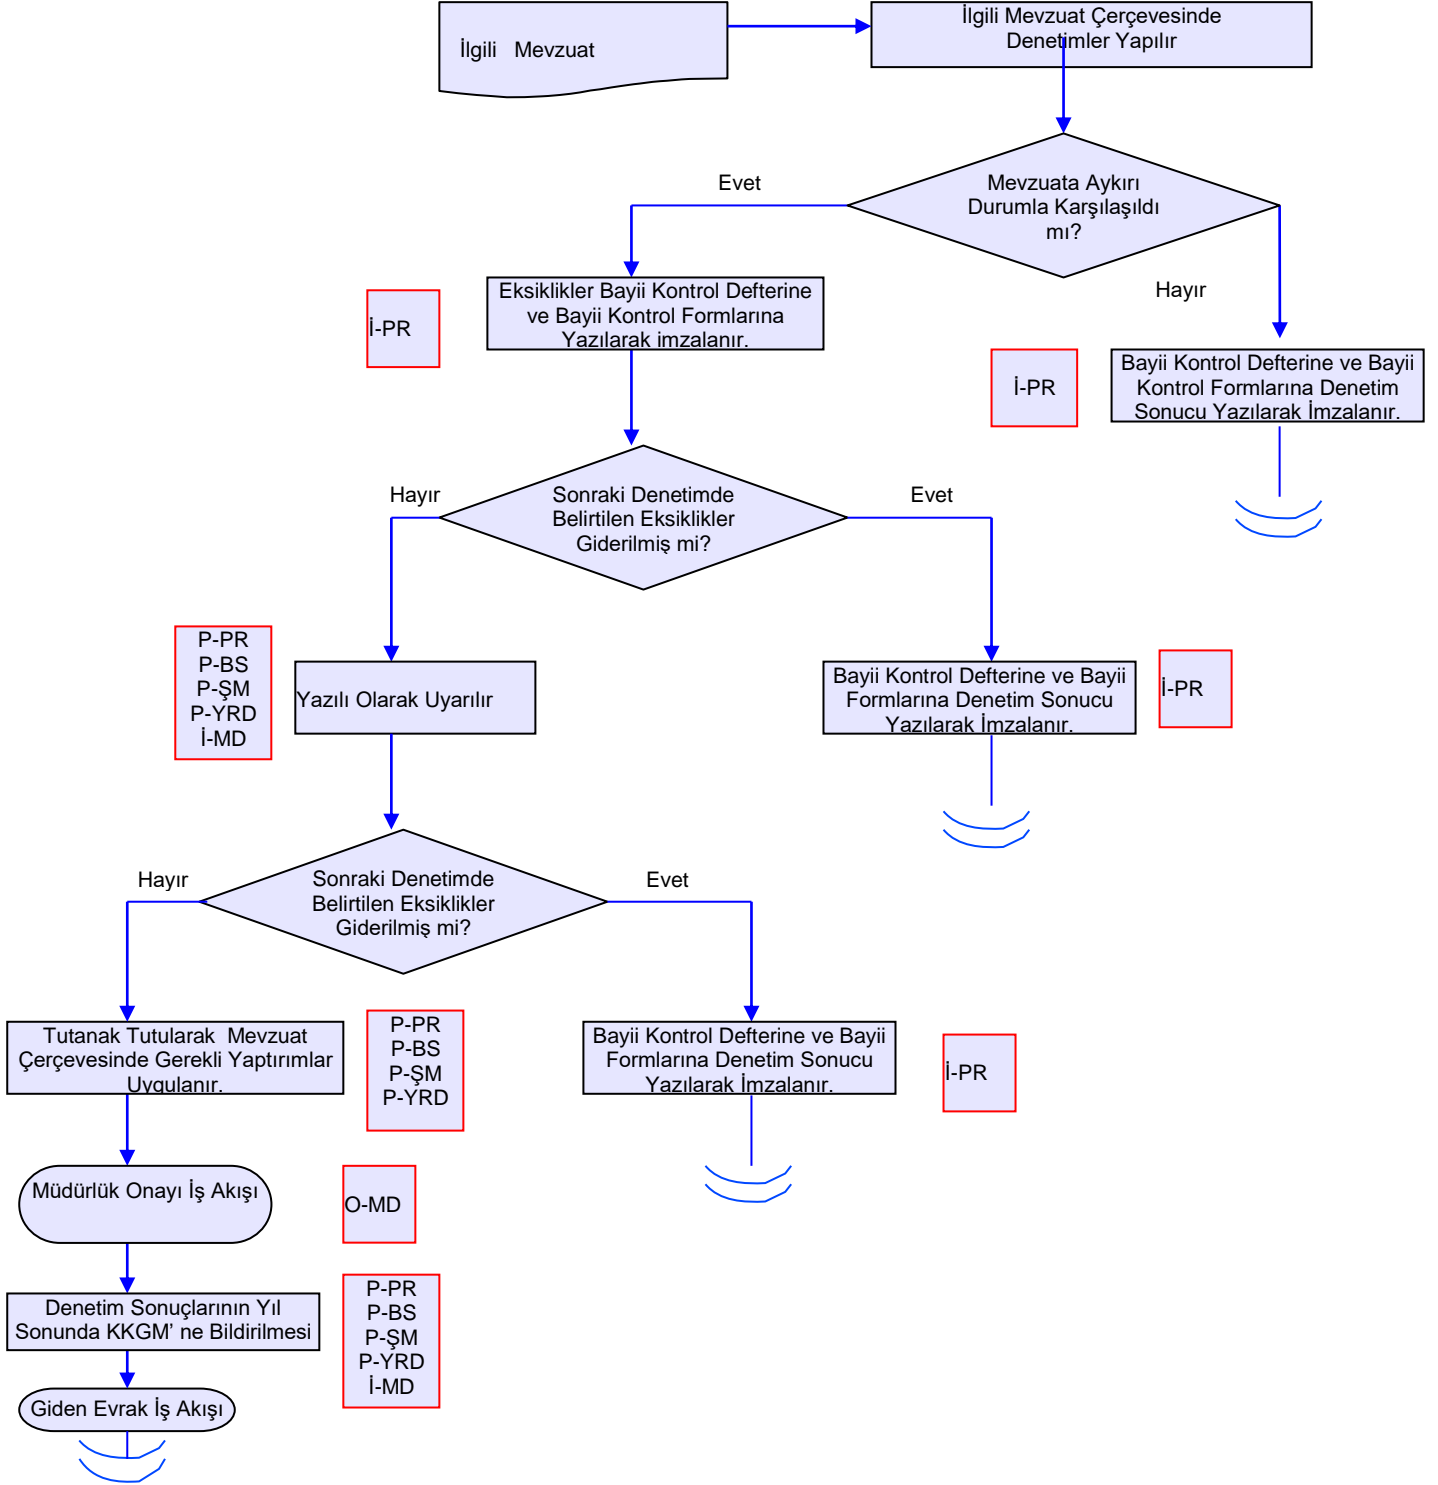 İlgili Mevzuat
İlgili Mevzuat Çerçevesinde
Denetimler Yapılır
Evet
Mevzuata Aykırı
Durumla Karşılaşıldı
mı?
Hayır
İ-PR
Eksiklikler Bayii Kontrol Defterine
ve Bayii Kontrol Formlarına
Yazılarak imzalanır.
İ-PR
Bayii Kontrol Defterine ve Bayii
Kontrol Formlarına Denetim
Sonucu Yazılarak İmzalanır.
Hayır
Sonraki Denetimde
Belirtilen Eksiklikler
Giderilmiş mi?
Evet
P-PR
P-BS
P-ŞM
P-YRD
İ-MD
Yazılı Olarak Uyarılır
Bayii Kontrol Defterine ve Bayii
Formlarına Denetim Sonucu
Yazılarak İmzalanır.
İ-PR
Hayır
Sonraki Denetimde
Belirtilen Eksiklikler
Giderilmiş mi?
Evet
Tutanak Tutularak Mevzuat
Çerçevesinde Gerekli Yaptırımlar
Uygulanır.
P-PR
P-BS
P-ŞM
P-YRD
Bayii Kontrol Defterine ve Bayii
Formlarına Denetim Sonucu
Yazılarak İmzalanır.
İ-PR
Müdürlük Onayı İş Akışı
O-MD
Denetim Sonuçlarının Yıl
Sonunda KKGM’ ne Bildirilmesi
P-PR
P-BS
P-ŞM
P-YRD
İ-MD
Giden Evrak İş Akışı